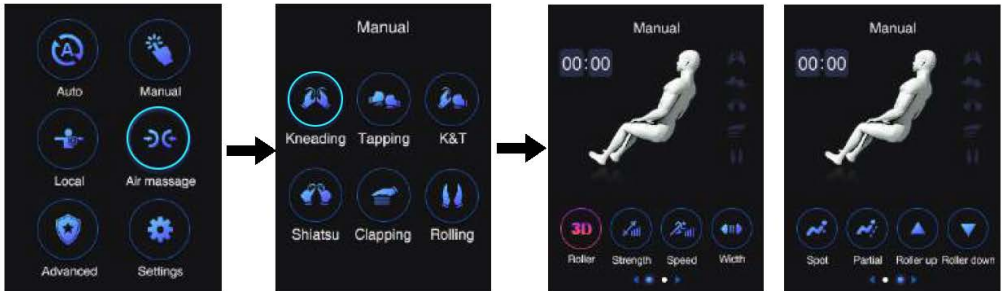 A
Auto Manual
Local Air massage
Advanced Settings
Manual
Kneading Tapping K&T
Shiatsu Clapping Rolling
Manual
00:00
3D
Roller Strength Speed Width
Manual
00:00
Spot Partial Roller up Roller down